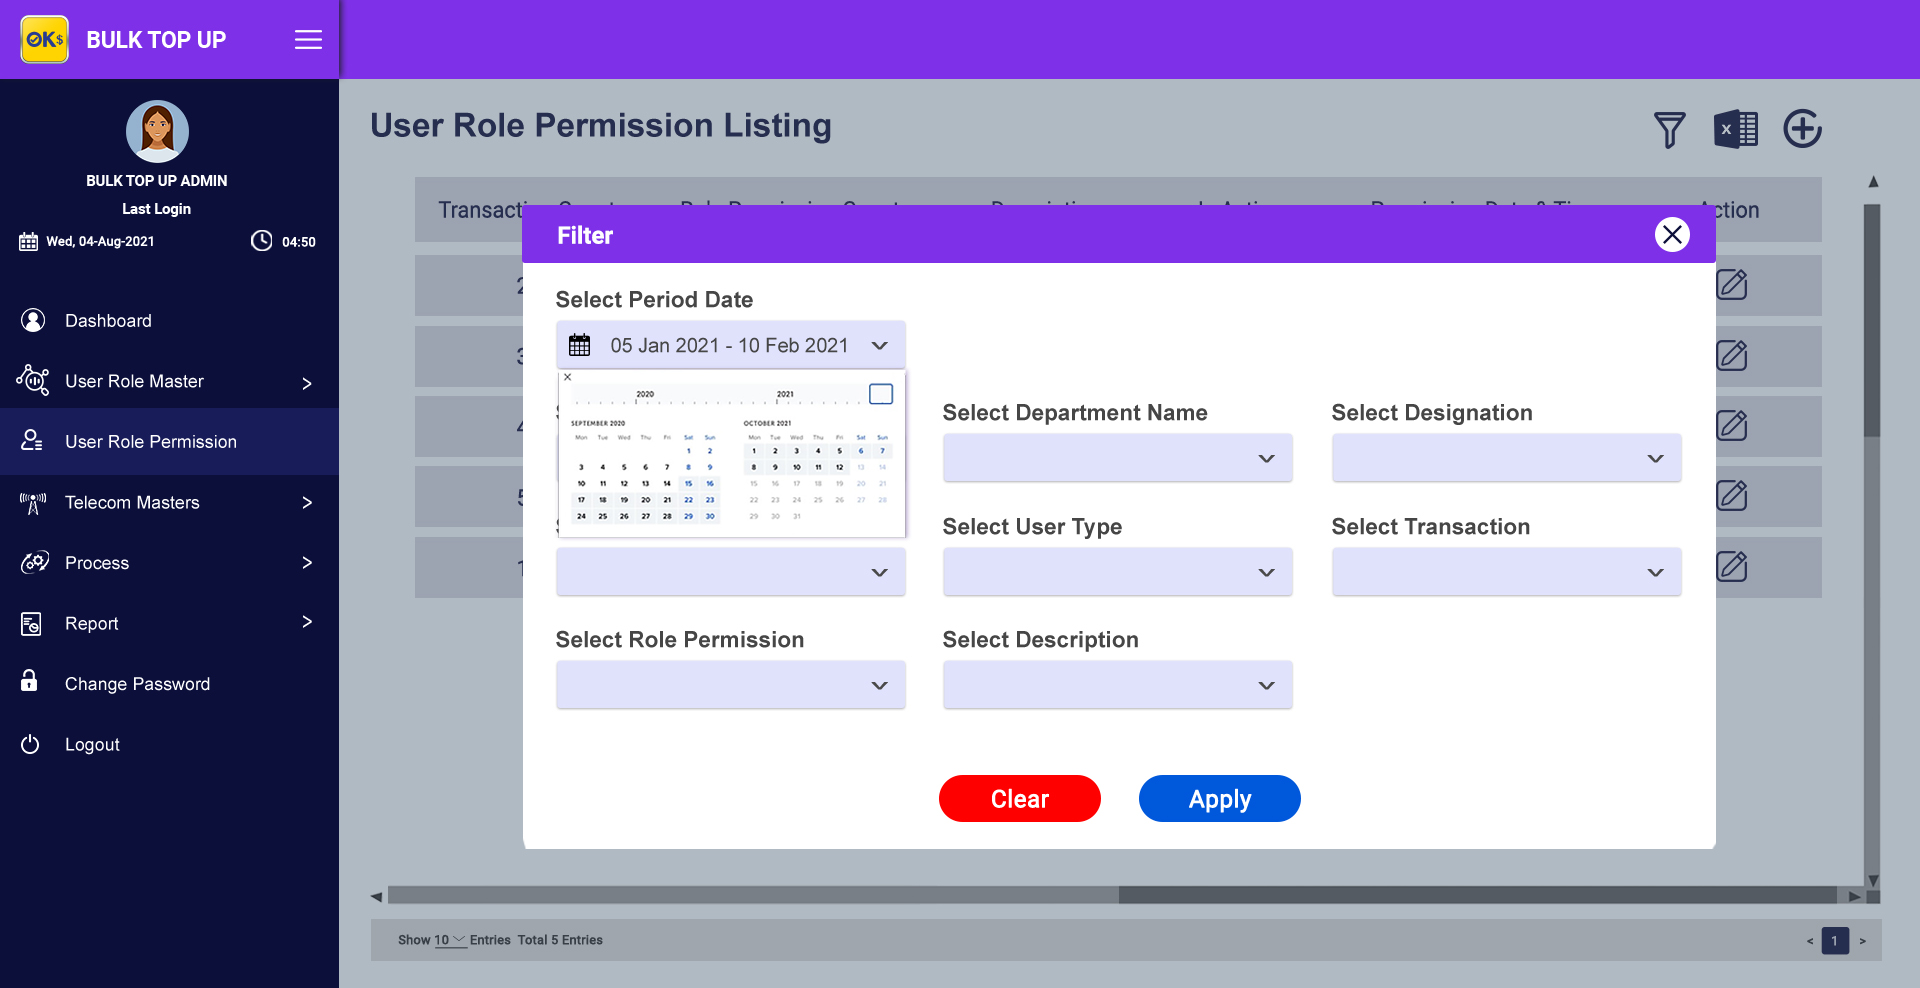 OK$ BULK TOP UP
BULK TOP UP ADMIN
Last Login
Wed, 04-Aug-2021 04:50
Dashboard
User Role Master
User Role Permission
Telecom Masters
Process
Report
Change Password
Logout
User Role Permission Listing
X
Filter
Select Period Date
05 Jan 2021 - 10 Feb 2021
2020 2021
SEPTEMBER 2020
Mon Tue Wed Thu Fri Sat Sun
1 2
3 4 5 6 7 8 9
10 11 12 13 14 15 16
17 18 19 20 21 22 23
24 25 26 27 28 29 30
OCTOBER 2021
Mon Tue Wed Thu Fri Sat Sun
1 2 3 4 5 6 7
8 9 10 11 12 13 14
15 16 17 18 19 20 21
22 23 24 25 26 27 28
29 30 31
Select Department Name
Select Designation
Select User Type
Select Transaction
Select Role Permission
Select Description
Clear
Apply
Show 10 Entries Total 5 Entries
< 1 >